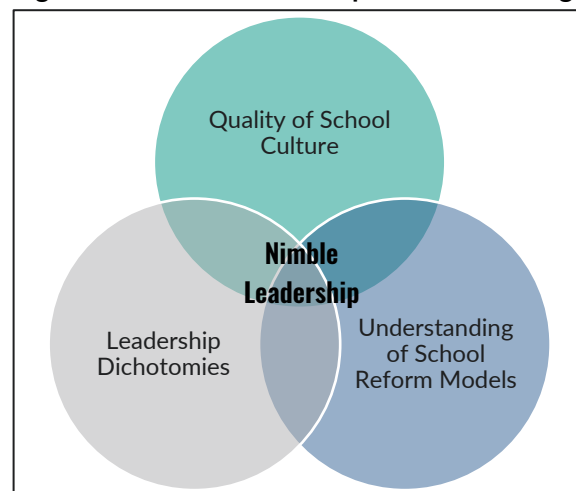 Quality of School
Culture
Nimble
Leadership
Leadership
Dichotomies
Understanding
of School
Reform Models